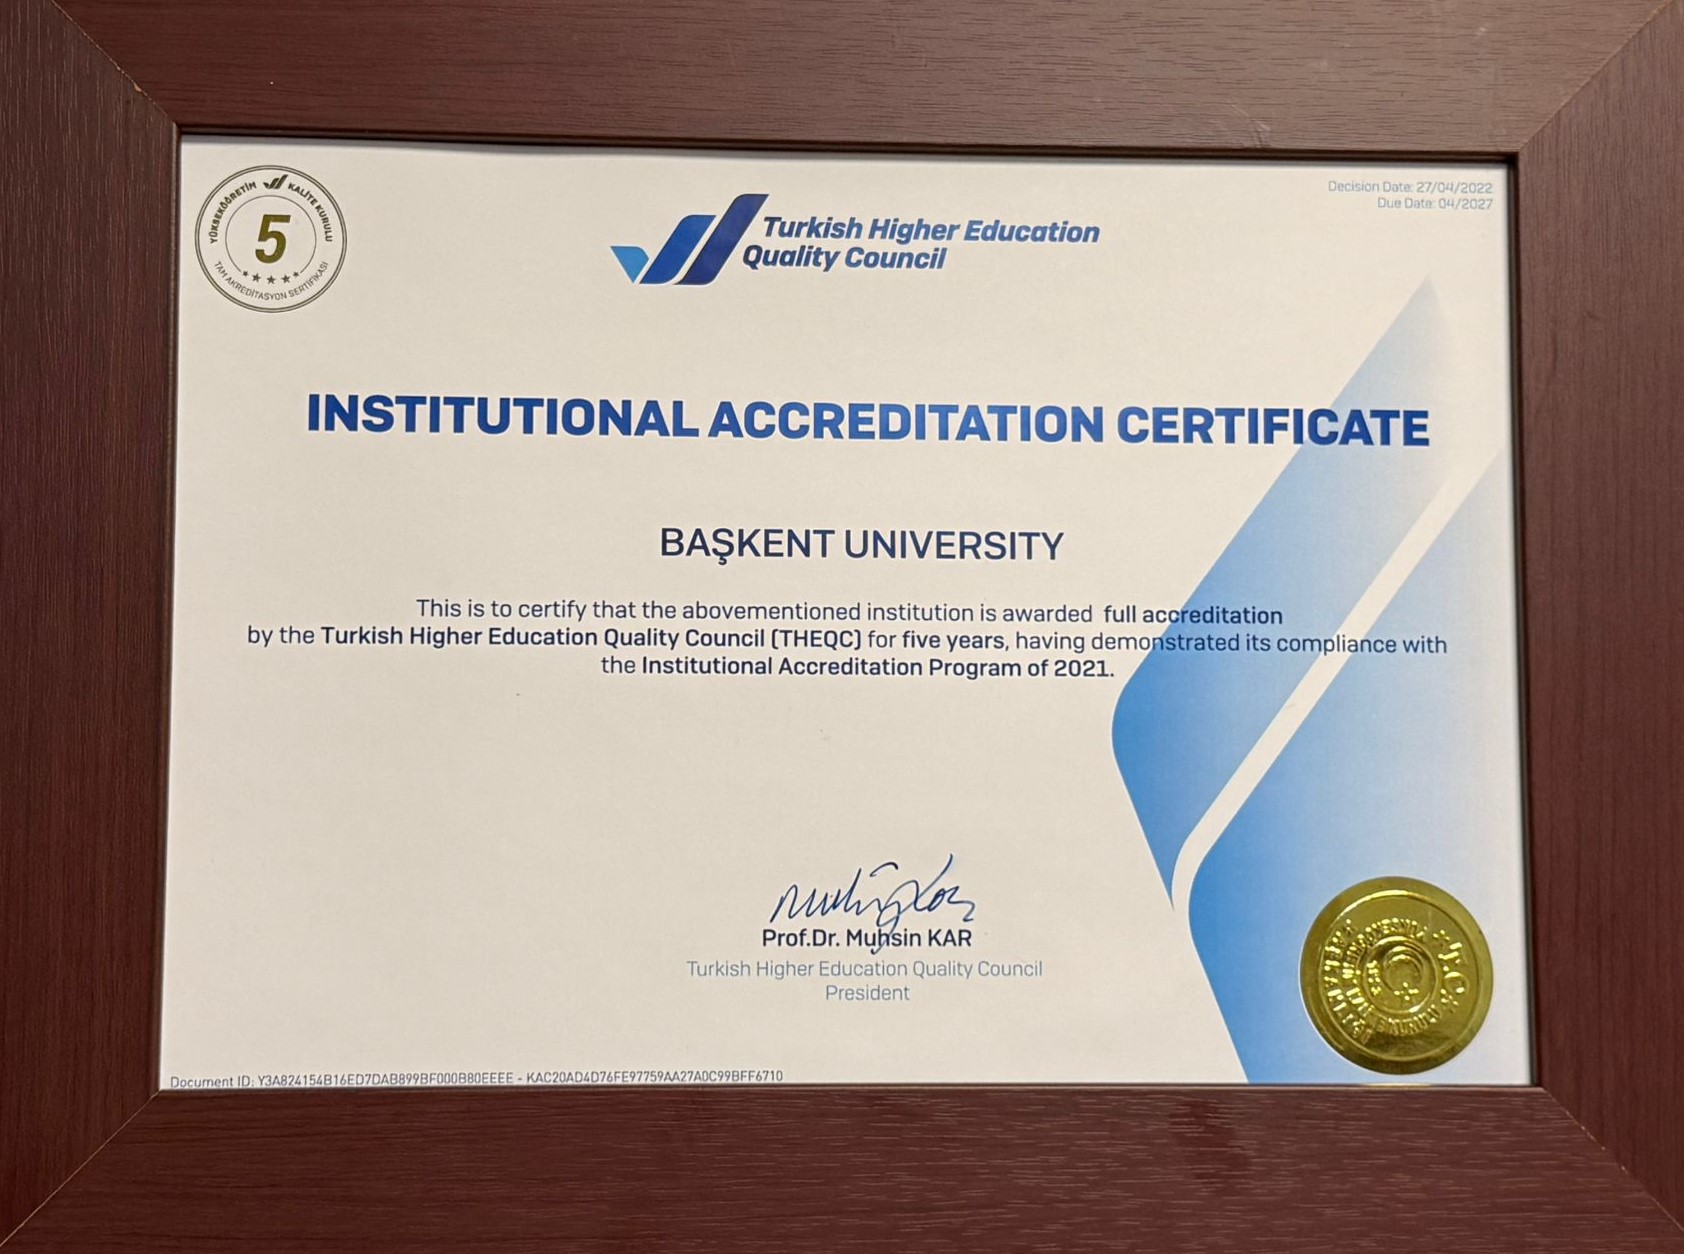 YÜKSEKÖĞRETİM KALİTE KURULU
5
TAM AKREDİTASYON SERTİFİKASI
Turkish Higher Education
Quality Council
Decision Date: 27/04/2022
Due Date: 04/2027
INSTITUTIONAL ACCREDITATION CERTIFICATE
BAŞKENT UNIVERSITY
This is to certify that the abovementioned institution is awarded full accreditation
by the Turkish Higher Education Quality Council (THEQC) for five years, having demonstrated its compliance with
the Institutional Accreditation Program of 2021.
Prof.Dr. Muhsin KAR
Turkish Higher Education Quality Council
President
Document ID: Y3A824154B16ED7DAB899BF000B80EEEE - KAC20AD4D76FE97759AA27A0C99BFF6710